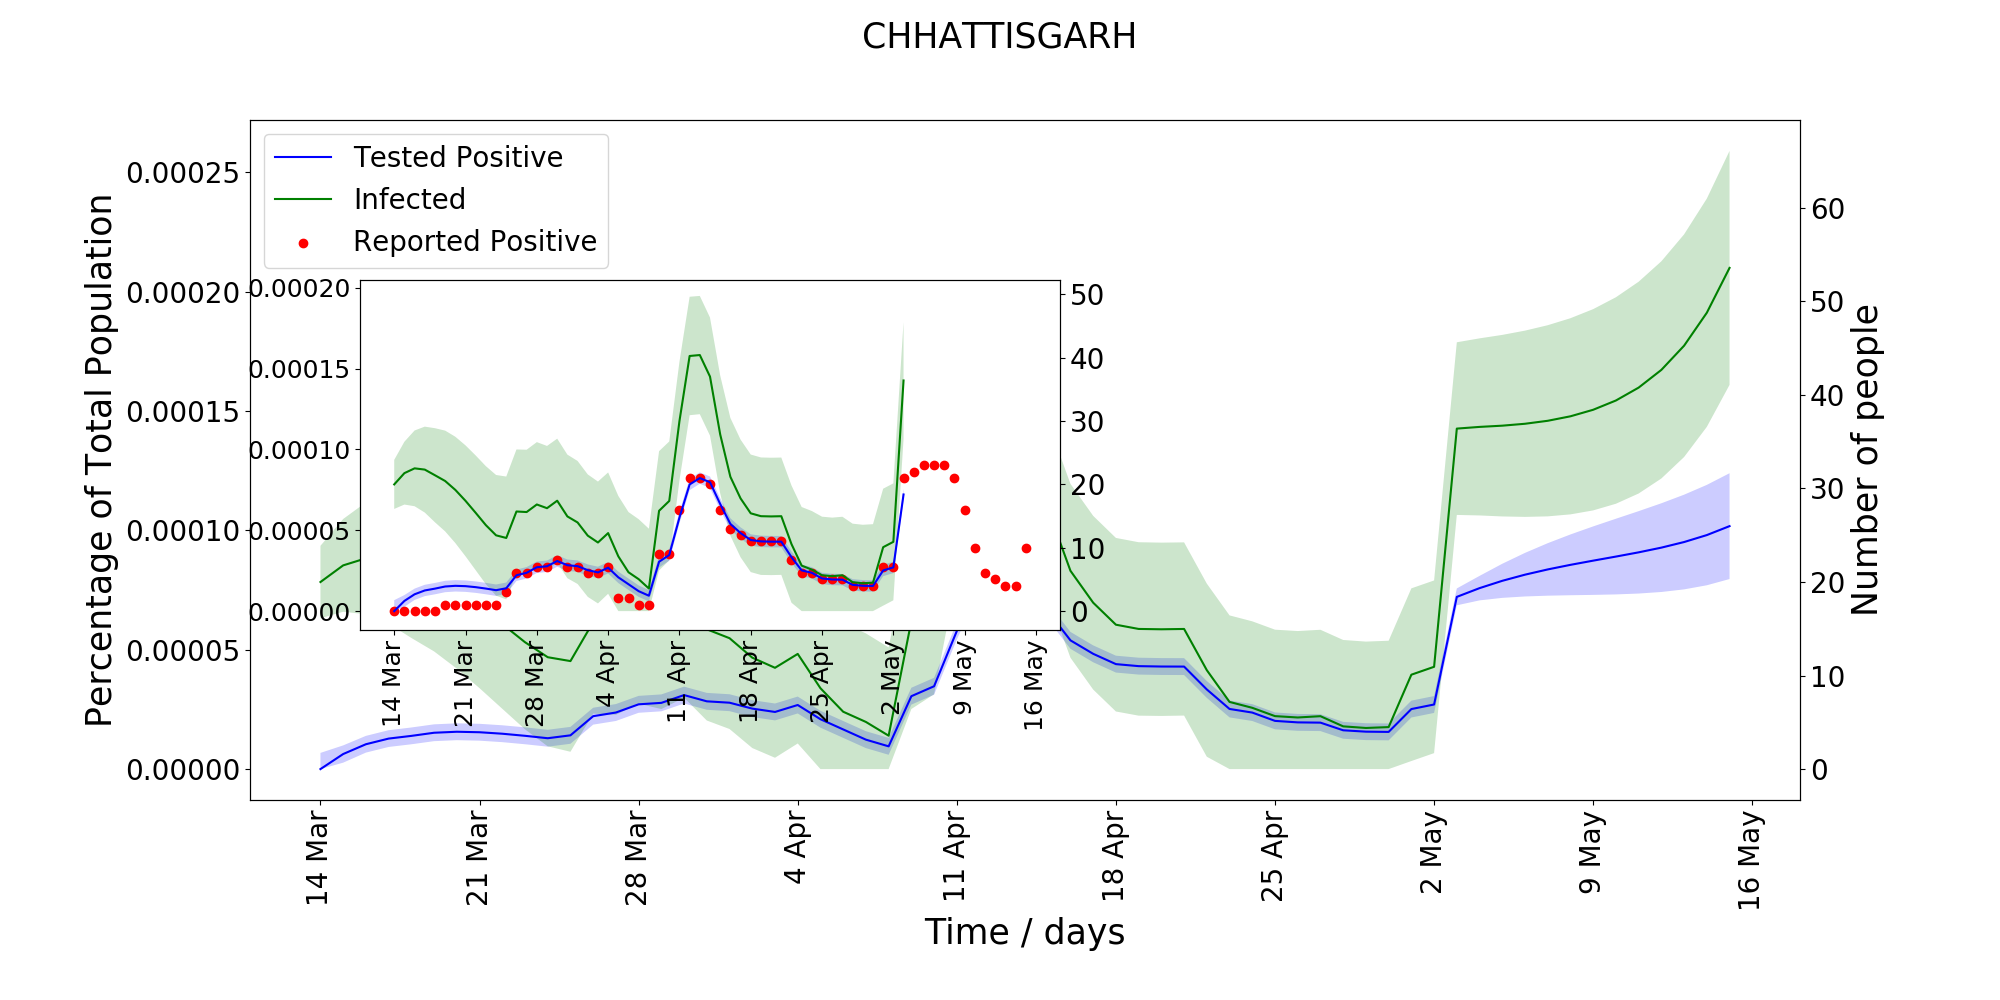 CHHATTISGARH
Tested Positive
Infected
Reported Positive
Percentage of Total Population
0.00025
0.00020
0.00015
0.00010
0.00005
0.00000
0.00020
0.00015
0.00010
0.00005
0.00000
50
40
30
20
10
0
14 Mar
21 Mar
28 Mar
4 Apr
11 Apr
18 Apr
25 Apr
2 May
9 May
16 May
60
50
40
30
20
10
0
Number of people
14 Mar
21 Mar
28 Mar
4 Apr
11 Apr
18 Apr
25 Apr
2 May
9 May
16 May
Time / days